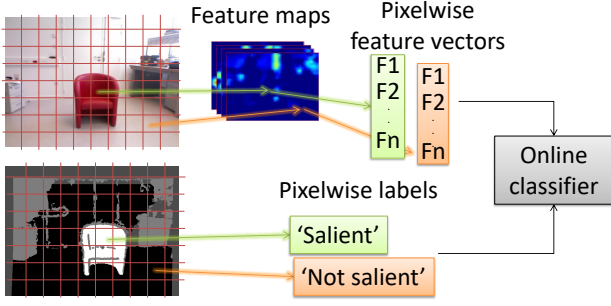 Feature maps
Pixelwise
feature vectors
F1
F2
.
.
Fn
F1
F2
.
.
Fn
Online
classifier
Pixelwise labels
'Salient'
'Not salient'